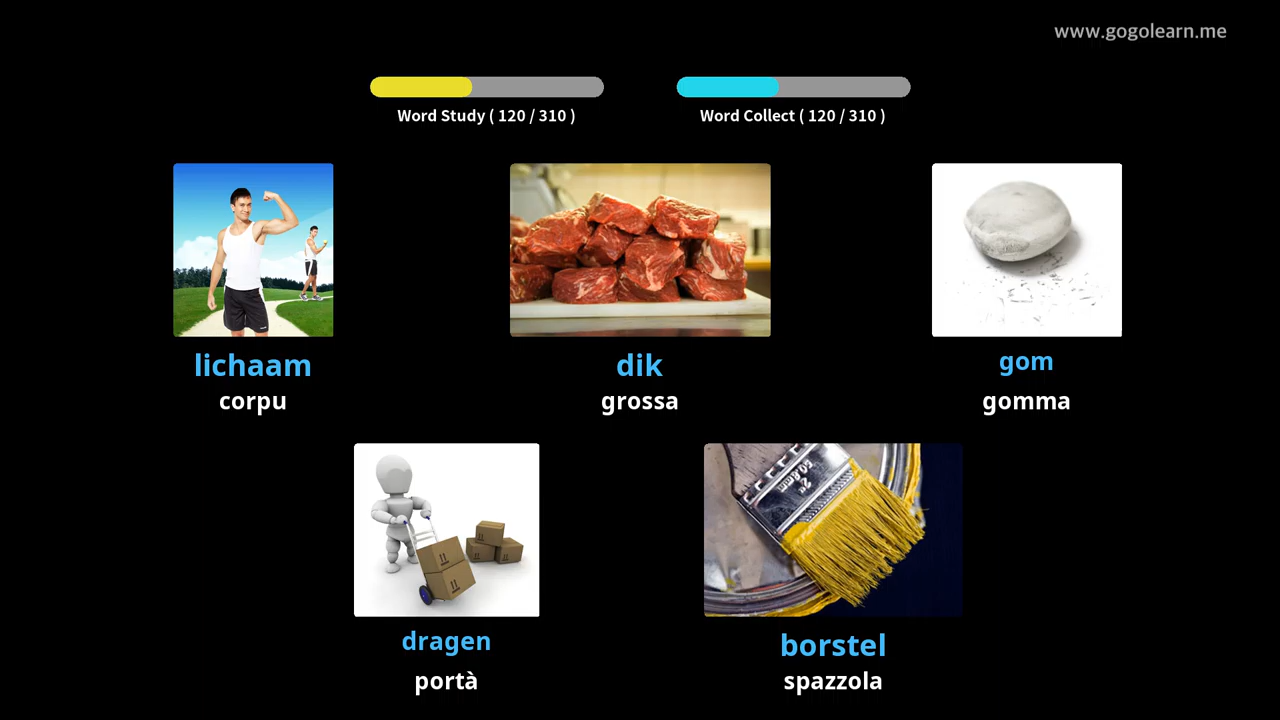 www.gogolearn.me
Word Study ( 120 / 310 )
Word Collect ( 120 / 310 )
lichaam
corpu
dik
grossa
gom
gomma
dragen
portà
borstel
spazzola